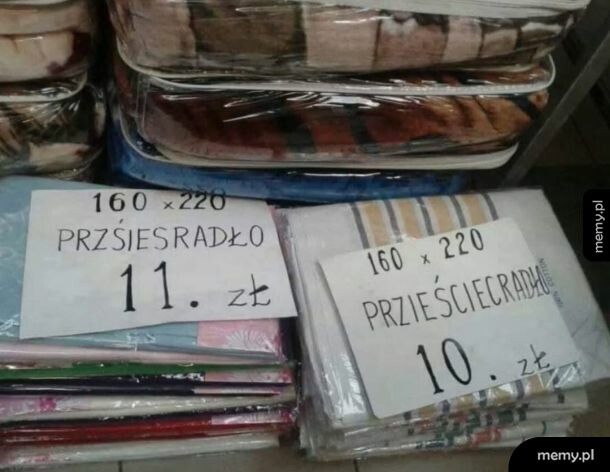 160 x 220
PRZŚIESRADŁO
11. zŁ
160 x 220
PRZIEŚCIECRADŁO
10. zŁ
memy.pl
memy.pl